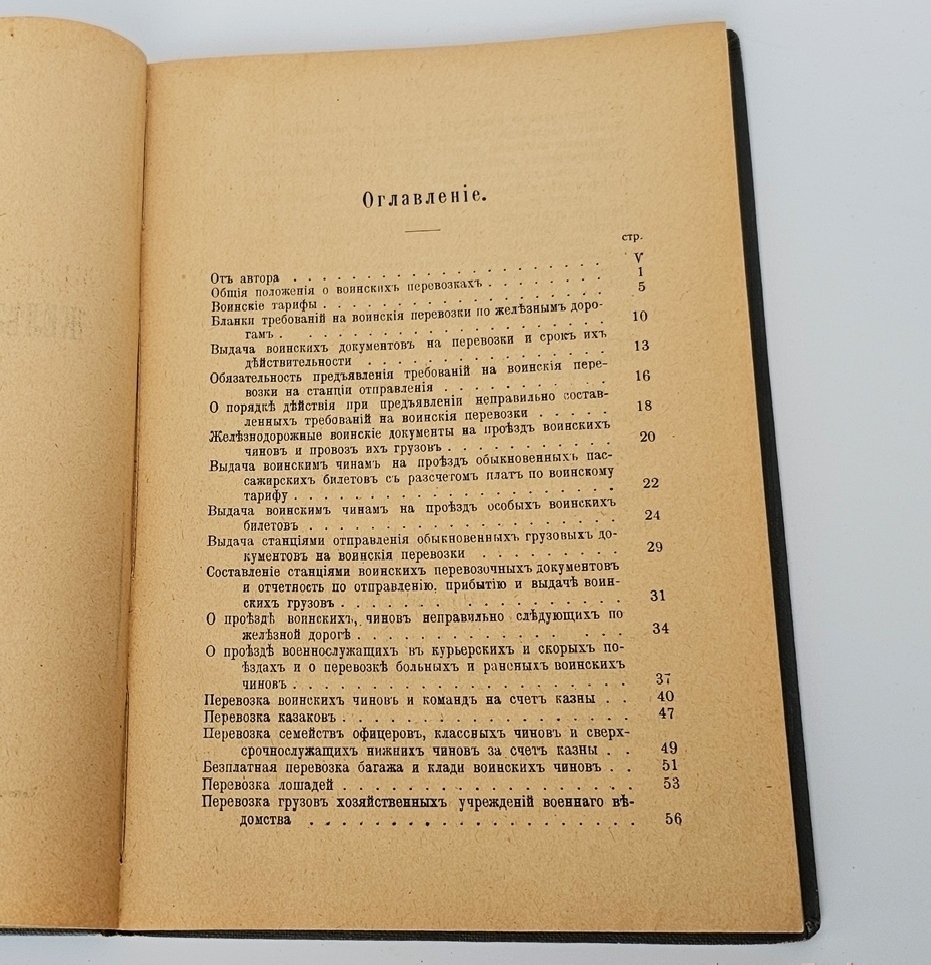 Оглавленіе.
стр.
Отъ автора . . . . . . . . . . . . . . . . . . . V
Общія положенія о воинскихъ перевозкахъ . . . . . . . 1
Воинскіе тарифы . . . . . . . . . . . . . . . . . 5
Бланки требованій на воинскія перевозки по желѣзнымъ доро-
гамъ . . . . . . . . . . . . . . . . . . . 10
Выдача воинскихъ документовъ на перевозки и срокъ ихъ
дѣйствительности . . . . . . . . . . . . . . 13
Обязательность предъявленія требованій на воинскія пере-
возки на станціи отправленія . . . . . . . . . . 16
О порядкѣ дѣйствія при предъявленіи неправильно состав-
ленныхъ требованій на воинскія перевозки . . . . . 18
Желѣзнодорожные воинскіе документы на проѣздъ воинскихъ
чиновъ и провозъ ихъ грузовъ . . . . . . . . . . 20
Выдача воинскимъ чинамъ на проѣздъ обыкновенныхъ пас-
сажирскихъ билетовъ съ разсчетомъ платъ по воинскому
тарифу . . . . . . . . . . . . . . . . . . 22
Выдача воинскимъ чинамъ на проѣздъ особыхъ воинскихъ
билетовъ . . . . . . . . . . . . . . . . . 24
Выдача станціями отправленія обыкновенныхъ грузовыхъ до-
кументовъ на воинскія перевозки . . . . . . . . 29
Составленіе станціями воинскихъ перевозочныхъ документовъ
и отчетность по отправленію, прибытію и выдачѣ воин-
скихъ грузовъ . . . . . . . . . . . . . . . 31
О проѣздѣ воинскихъ, чиновъ неправильно слѣдующихъ по
желѣзной дорогѣ . . . . . . . . . . . . . . 34
О проѣздѣ военнослужащихъ въ курьерскихъ и скорыхъ по-
ѣздахъ и о перевозкѣ больныхъ и раненыхъ воинскихъ
чиновъ . . . . . . . . . . . . . . . . . . 37
Перевозка воинскихъ чиновъ и командъ на счетъ казны . . 40
Перевозка казаковъ . . . . . . . . . . . . . . . . 47
Перевозка семействъ офицеровъ, классныхъ чиновъ и сверх-
срочнослужащихъ нижнихъ чиновъ за счетъ казны . . 49
Безплатная перевозка багажа и клади воинскихъ чиновъ . . 51
Перевозка лошадей . . . . . . . . . . . . . . . . 53
Перевозка грузовъ хозяйственныхъ учрежденій военнаго вѣ-
домства . . . . . . . . . . . . . . . . . . 56